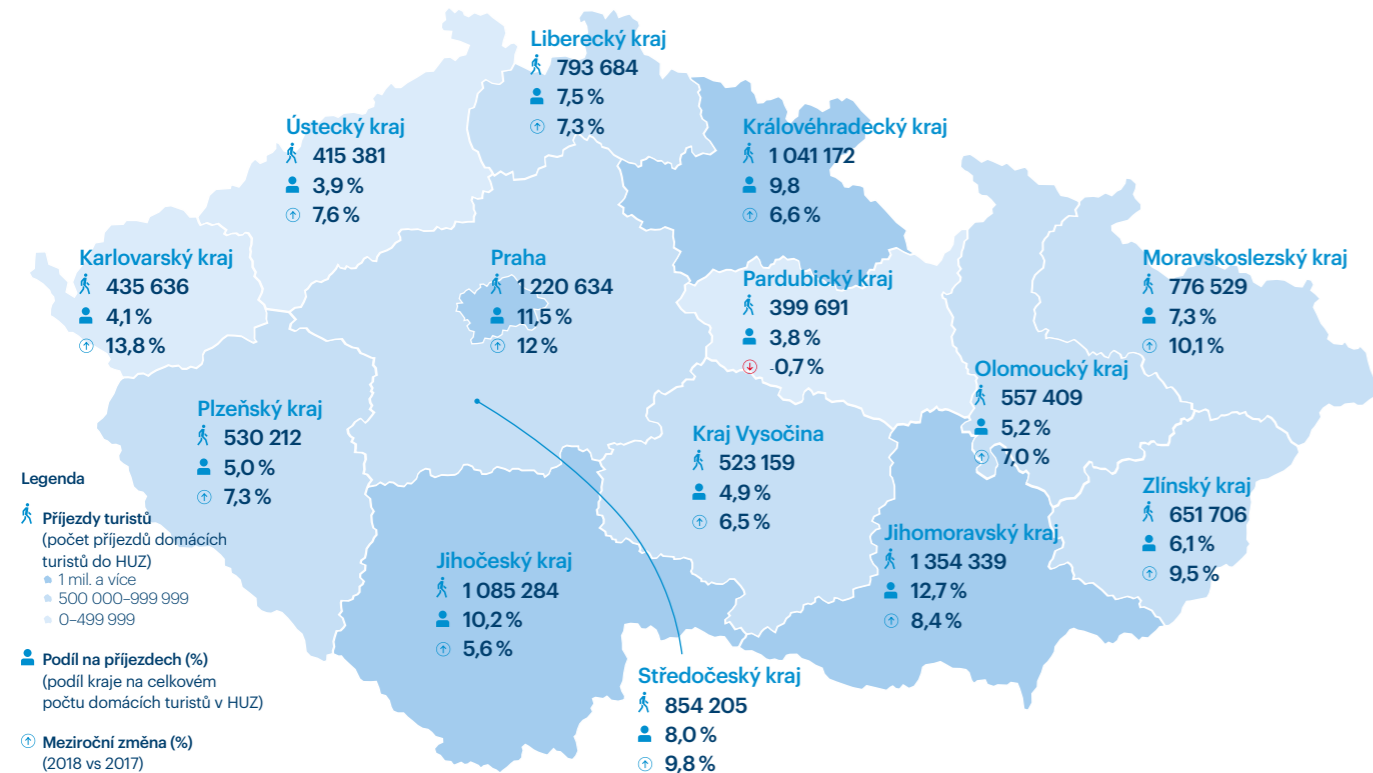 Liberecký kraj
793 684
7,5 %
7,3 %
Ústecký kraj
415 381
3,9 %
7,6 %
Královéhradecký kraj
1 041 172
9,8
6,6 %
Karlovarský kraj
435 636
4,1 %
13,8 %
Praha
1 220 634
11,5 %
12 %
Pardubický kraj
399 691
3,8 %
-0,7 %
Moravskoslezský kraj
776 529
7,3 %
10,1 %
Olomoucký kraj
557 409
5,2 %
7,0 %
Plzeňský kraj
530 212
5,0 %
7,3 %
Kraj Vysočina
523 159
4,9 %
6,5 %
Zlínský kraj
651 706
6,1 %
9,5 %
Jihomoravský kraj
1 354 339
12,7 %
8,4 %
Jihočeský kraj
1 085 284
10,2 %
5,6 %
Středočeský kraj
854 205
8,0 %
9,8 %
Legenda
Příjezdy turistů
(počet příjezdů domácích
turistů do HUZ)
1 mil. a více
500 000–999 999
0–499 999
Podíl na příjezdech (%)
(podíl kraje na celkovém
počtu domácích turistů v HUZ)
Meziroční změna (%)
(2018 vs 2017)